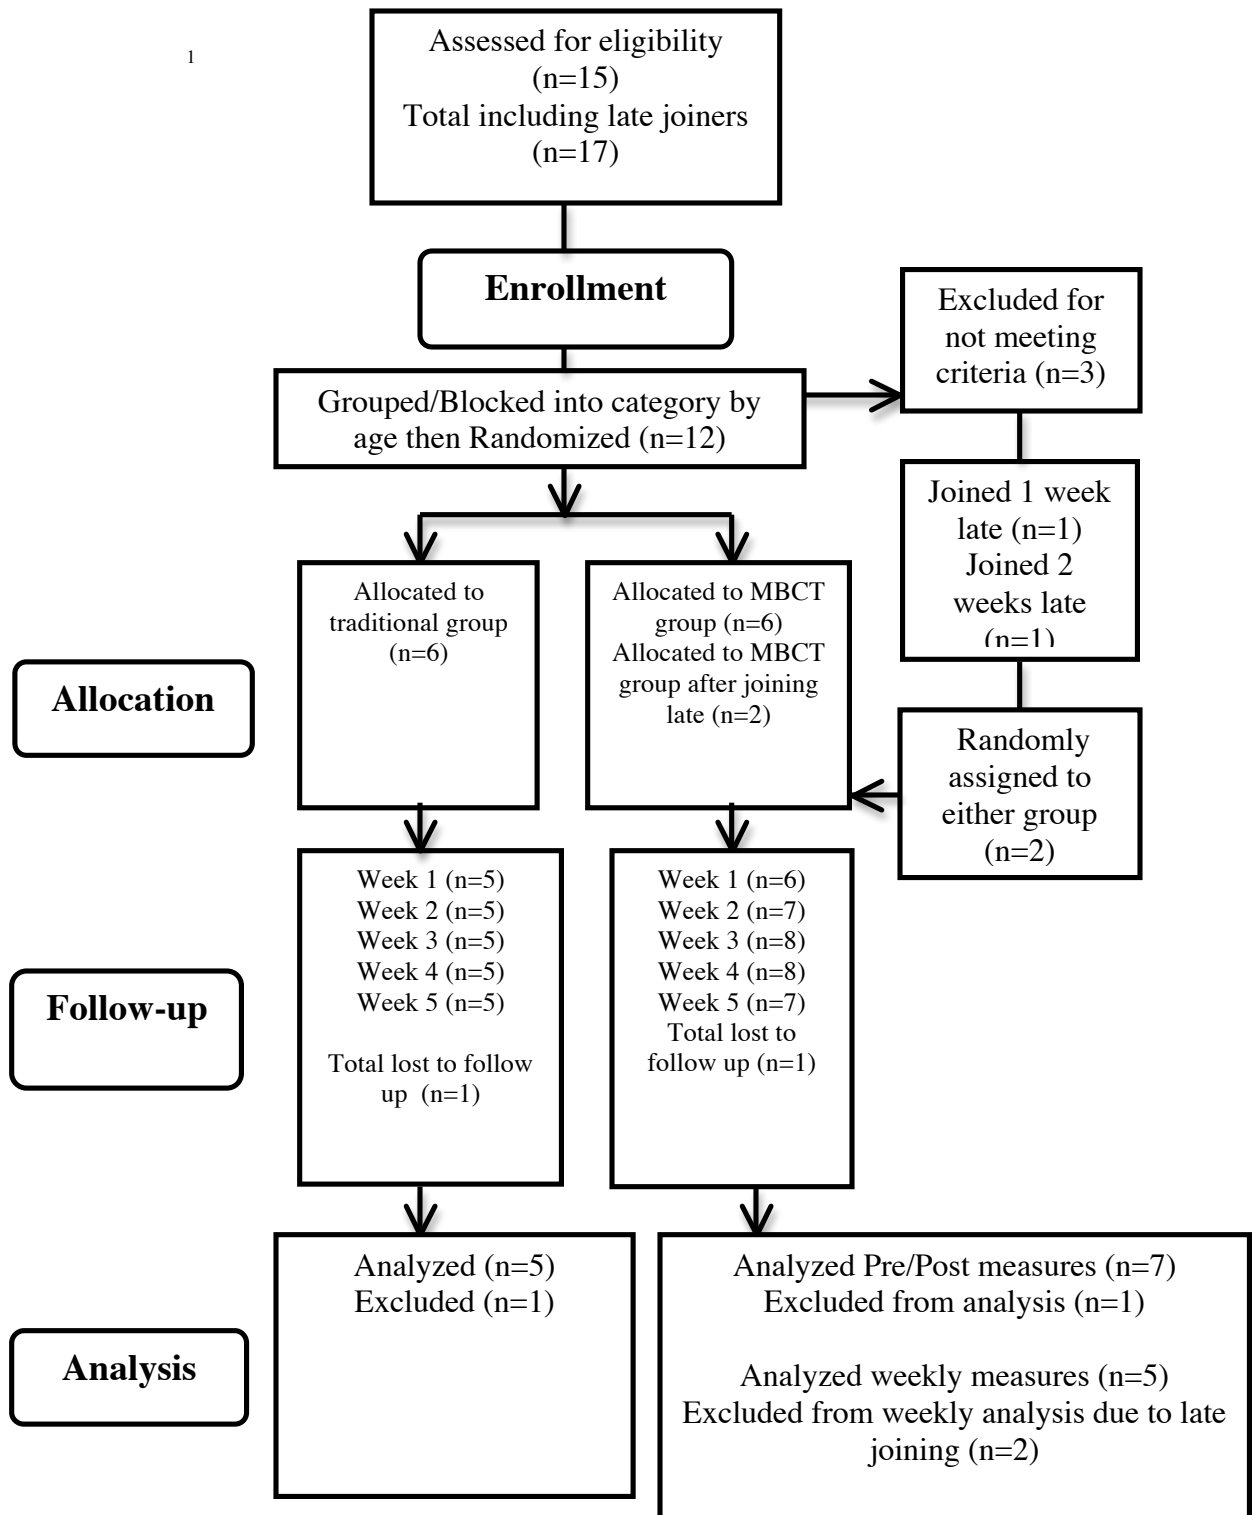 1
Assessed for eligibility
(n=15)
Total including late joiners
(n=17)
Enrollment
Excluded for
not meeting
criteria (n=3)
Grouped/Blocked into category by
age then Randomized (n=12)
Joined 1 week
late (n=1)
Joined 2
weeks late
(n=1)
Allocated to
traditional group
(n=6)
Allocated to MBCT
group (n=6)
Allocated to MBCT
group after joining
late (n=2)
Allocation
Randomly
assigned to
either group
(n=2)
Week 1 (n=5)
Week 2 (n=5)
Week 3 (n=5)
Week 4 (n=5)
Week 5 (n=5)
Total lost to follow
up  (n=1)
Week 1 (n=6)
Week 2 (n=7)
Week 3 (n=8)
Week 4 (n=8)
Week 5 (n=7)
Total lost to
follow up (n=1)
Follow-up
Analyzed (n=5)
Excluded (n=1)
Analyzed Pre/Post measures (n=7)
Excluded from analysis (n=1)
Analyzed weekly measures (n=5)
Excluded from weekly analysis due to late
joining (n=2)
Analysis